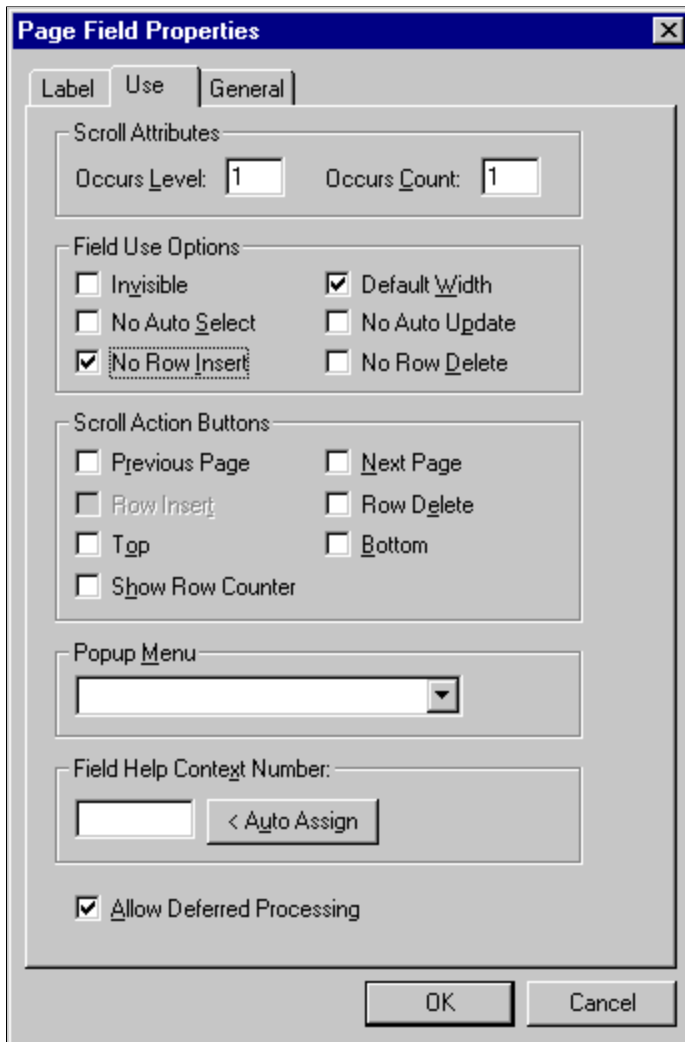 Page Field Properties
Label Use General
Scroll Attributes
Occurs Level: 1 Occurs Count: 1
Field Use Options
Invisible Default Width
No Auto Select No Auto Update
No Row Insert No Row Delete
Scroll Action Buttons
Previous Page Next Page
Row Insert Row Delete
Top Bottom
Show Row Counter
Popup Menu
Field Help Context Number:
< Auto Assign
Allow Deferred Processing
OK Cancel